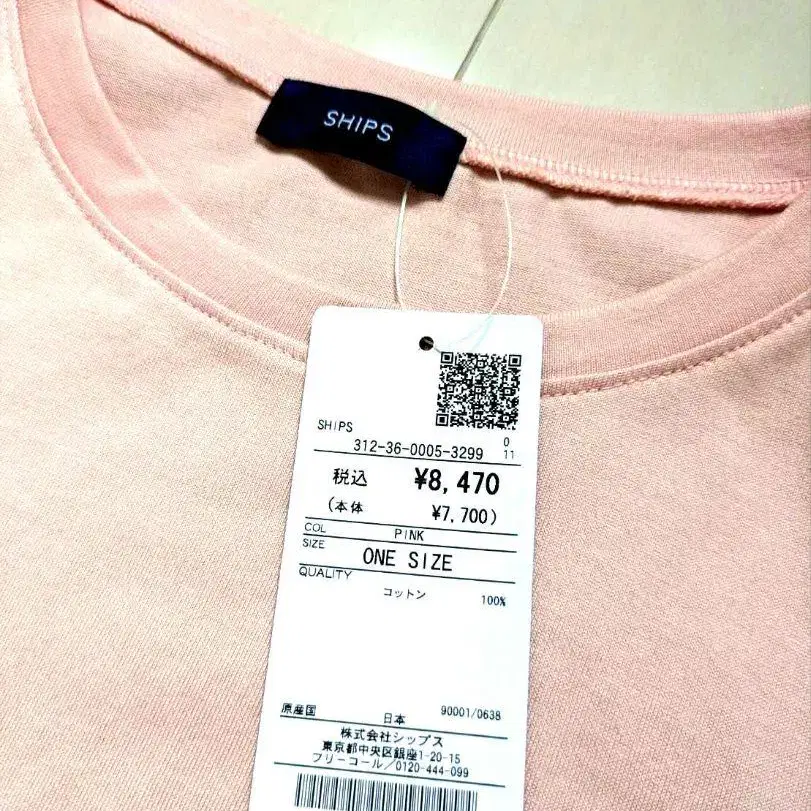 SHIPS
SHIPS
312-36-0005-3299
0
11
税込 ¥8,470
(本体 ¥7,700)
COL PINK
SIZE ONE SIZE
QUALITY
コットン 100%
原産国 日本 90001/0638
株式会社シップス
東京都中央区銀座1-20-15
フリーコール/0120-444-099